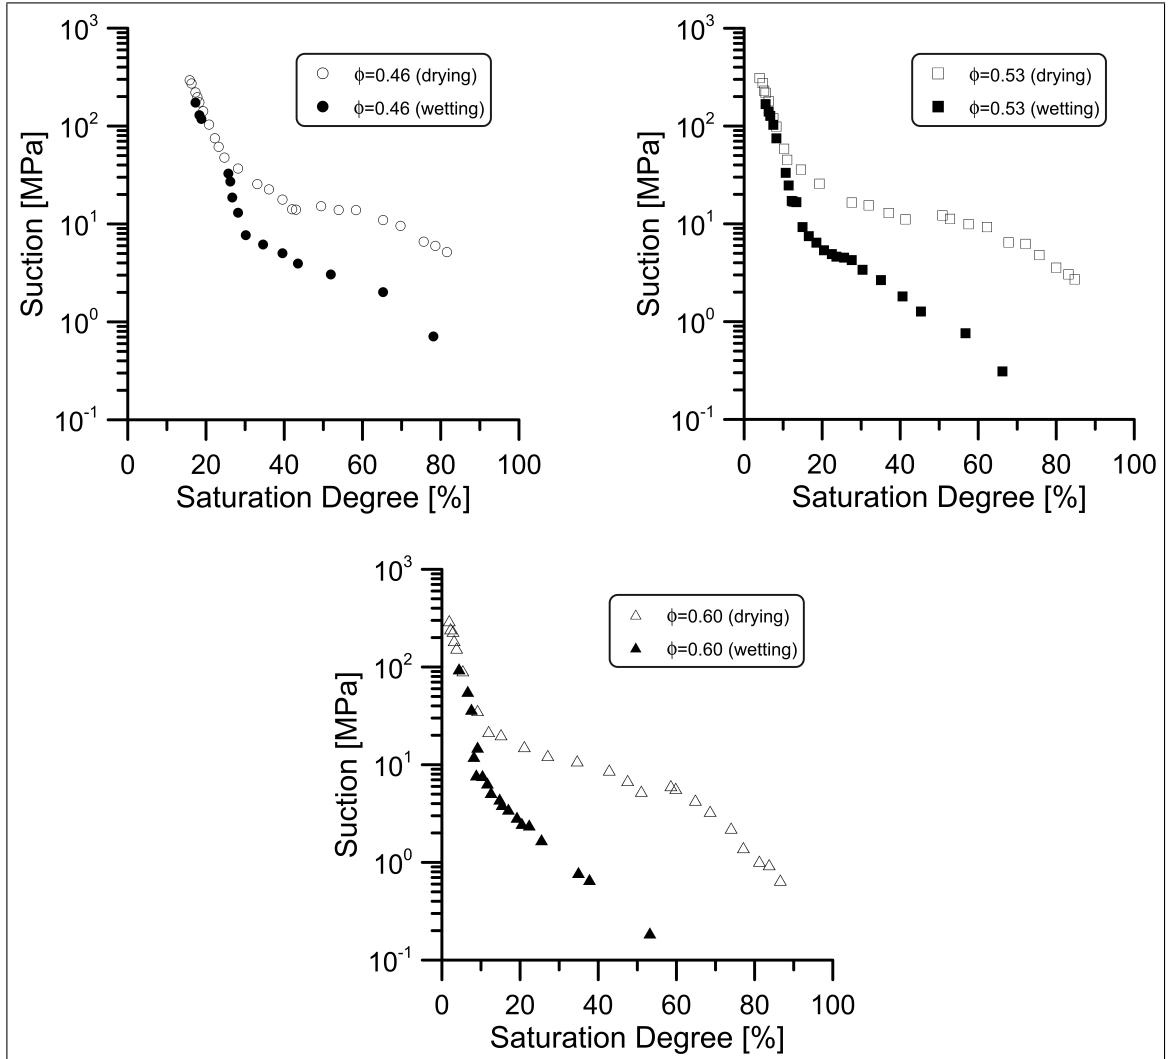 10³
10²
10¹
10⁰
10⁻¹
Suction [MPa]
0 20 40 60 80 100
Saturation Degree [%]
ϕ=0.46 (drying)
ϕ=0.46 (wetting)
10³
10²
10¹
10⁰
10⁻¹
Suction [MPa]
0 20 40 60 80 100
Saturation Degree [%]
ϕ=0.53 (drying)
ϕ=0.53 (wetting)
10³
10²
10¹
10⁰
10⁻¹
Suction [MPa]
0 20 40 60 80 100
Saturation Degree [%]
ϕ=0.60 (drying)
ϕ=0.60 (wetting)